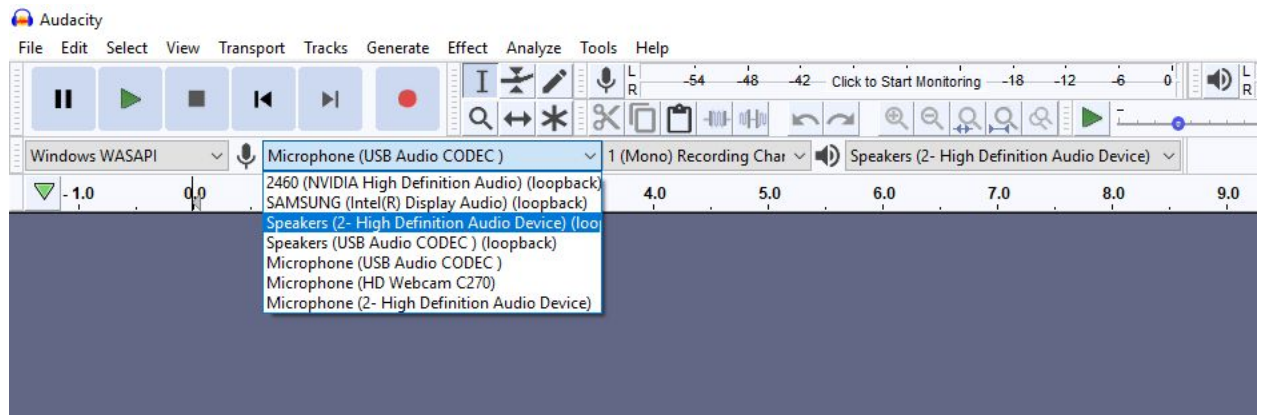 Audacity
File Edit Select View Transport Tracks Generate Effect Analyze Tools Help
L
R
-54 -48 -42 Click to Start Monitoring -18 -12 -6 0
L
R
Windows WASAPI Microphone (USB Audio CODEC ) 1 (Mono) Recording Char Speakers (2- High Definition Audio Device)
- 1.0 0.0 4.0 5.0 6.0 7.0 8.0 9.0
2460 (NVIDIA High Definition Audio) (loopback)
SAMSUNG (Intel(R) Display Audio) (loopback)
Speakers (2- High Definition Audio Device) (loo
Speakers (USB Audio CODEC ) (loopback)
Microphone (USB Audio CODEC )
Microphone (HD Webcam C270)
Microphone (2- High Definition Audio Device)